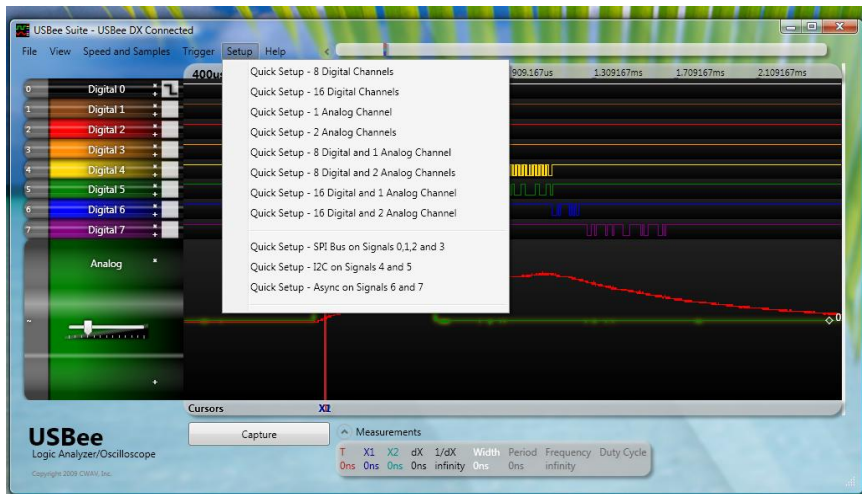 USBee Suite - USBee DX Connected
File View Speed and Samples Trigger Setup Help <
400us 909.167us 1.309167ms 1.709167ms 2.109167ms
Quick Setup - 8 Digital Channels
Quick Setup - 16 Digital Channels
Quick Setup - 1 Analog Channel
Quick Setup - 2 Analog Channels
Quick Setup - 8 Digital and 1 Analog Channel
Quick Setup - 8 Digital and 2 Analog Channels
Quick Setup - 16 Digital and 1 Analog Channel
Quick Setup - 16 Digital and 2 Analog Channel
Quick Setup - SPI Bus on Signals 0,1,2 and 3
Quick Setup - I2C on Signals 4 and 5
Quick Setup - Async on Signals 6 and 7
0 Digital 0
1 Digital 1
2 Digital 2
3 Digital 3
4 Digital 4
5 Digital 5
6 Digital 6
7 Digital 7
Analog
~
0
Cursors
USBee
Logic Analyzer/Oscilloscope
Copyright 2009 CWAV, Inc.
Capture
Measurements
T X1 X2 dX 1/dX Width Period Frequency Duty Cycle
0ns 0ns 0ns 0ns infinity 0ns 0ns infinity